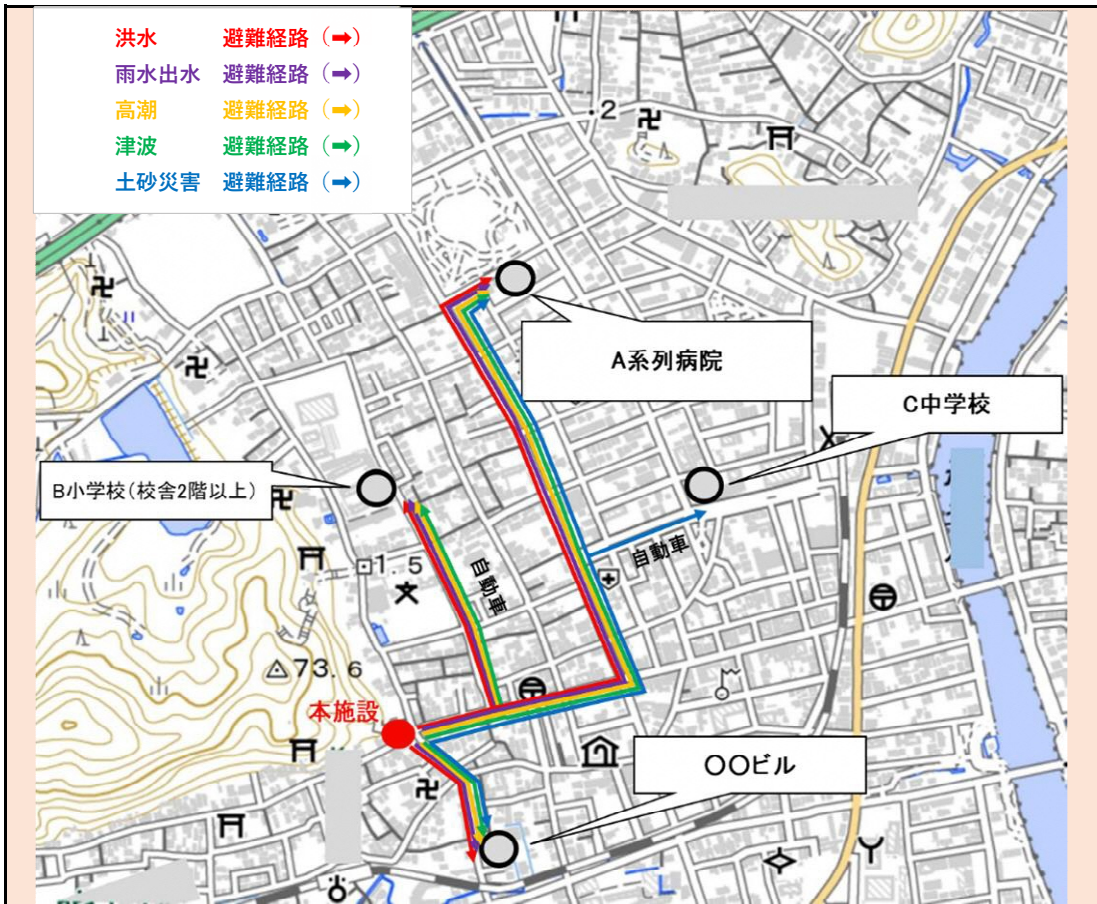 洪水 避難経路（➡）
雨水出水 避難経路（➡）
高潮 避難経路（➡）
津波 避難経路（➡）
土砂災害 避難経路（➡）
.2
A系列病院
C中学校
B小学校（校舎2階以上）
1.5
自動車
自動車
73.6
本施設
〇〇ビル